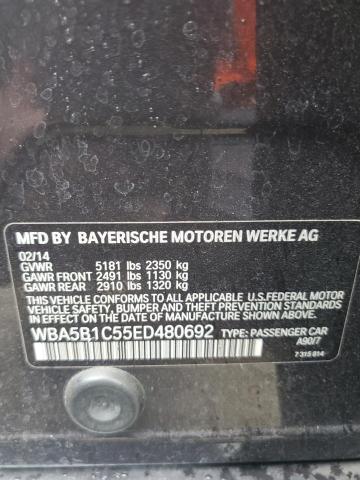 MFD BY BAYERISCHE MOTOREN WERKE AG
02/14
GVWR 5181 lbs 2350 kg
GAWR FRONT 2491 lbs 1130 kg
GAWR REAR 2910 lbs 1320 kg
THIS VEHICLE CONFORMS TO ALL APPLICABLE U.S.FEDERAL MOTOR
VEHICLE SAFETY, BUMPER, AND THEFT PREVENTION STANDARDS
IN EFFECT ON THE DATE OF MANUFACTURE SHOWN ABOVE.
WBA5B1C55ED480692 TYPE: PASSENGER CAR
A90/7
7 315 014